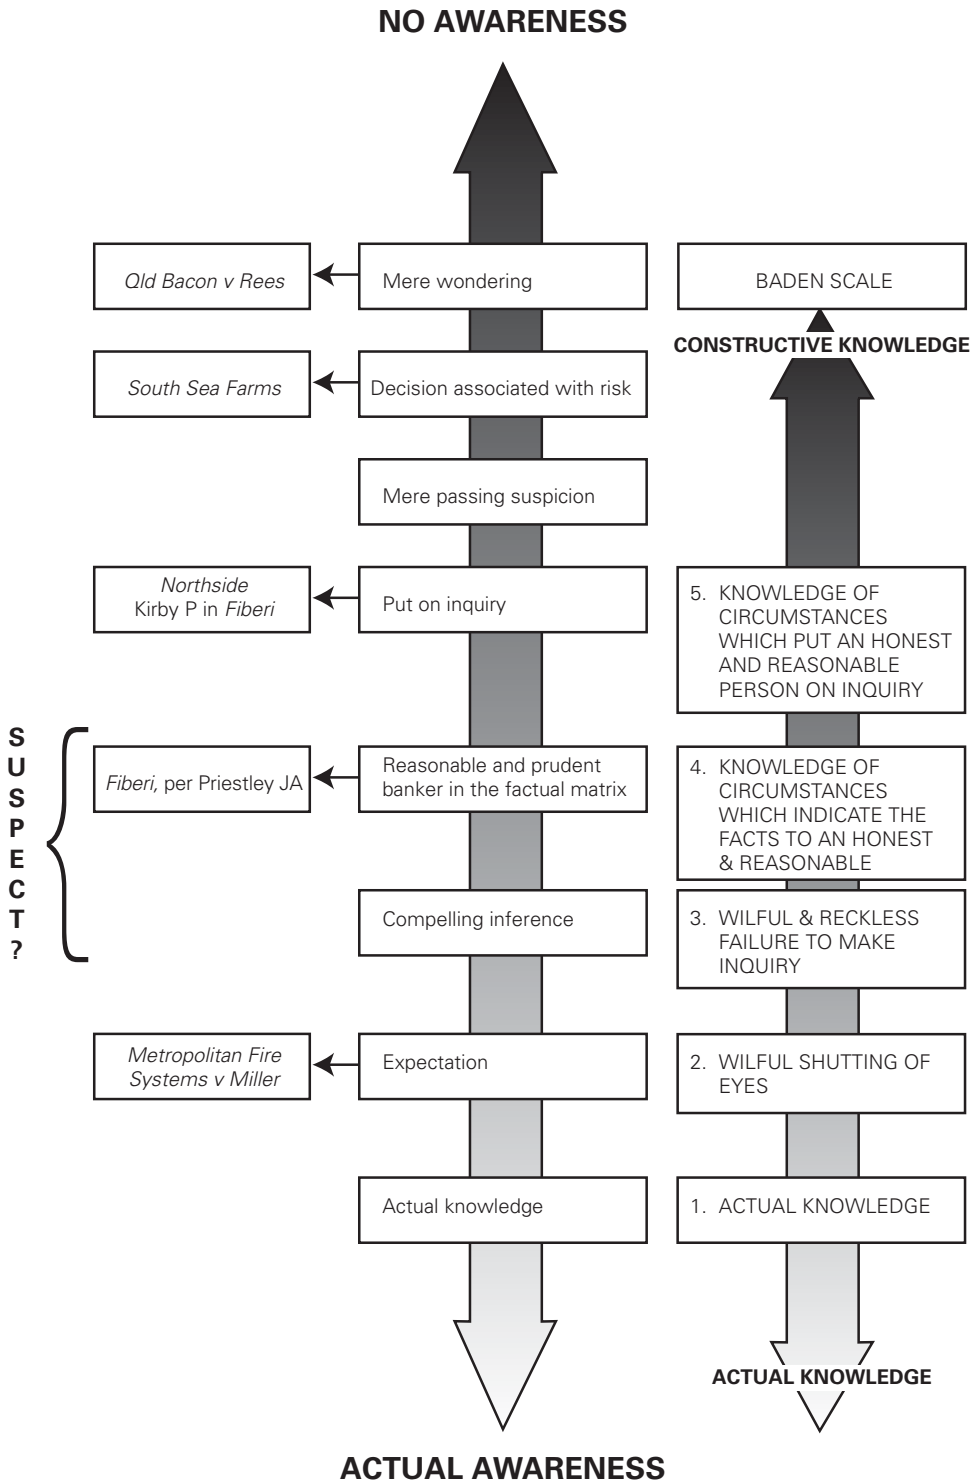 NO AWARENESS
Qld Bacon v Rees
Mere wondering
BADEN SCALE
CONSTRUCTIVE KNOWLEDGE
South Sea Farms
Decision associated with risk
Mere passing suspicion
Northside
Kirby P in Fiberi
Put on inquiry
5. KNOWLEDGE OF
CIRCUMSTANCES
WHICH PUT AN HONEST
AND REASONABLE
PERSON ON INQUIRY
SUSPECT?
Fiberi, per Priestley JA
Reasonable and prudent
banker in the factual matrix
4. KNOWLEDGE OF
CIRCUMSTANCES
WHICH INDICATE THE
FACTS TO AN HONEST
& REASONABLE
Compelling inference
3. WILFUL & RECKLESS
FAILURE TO MAKE
INQUIRY
Metropolitan Fire
Systems v Miller
Expectation
2. WILFUL SHUTTING OF
EYES
Actual knowledge
1. ACTUAL KNOWLEDGE
ACTUAL KNOWLEDGE
ACTUAL AWARENESS